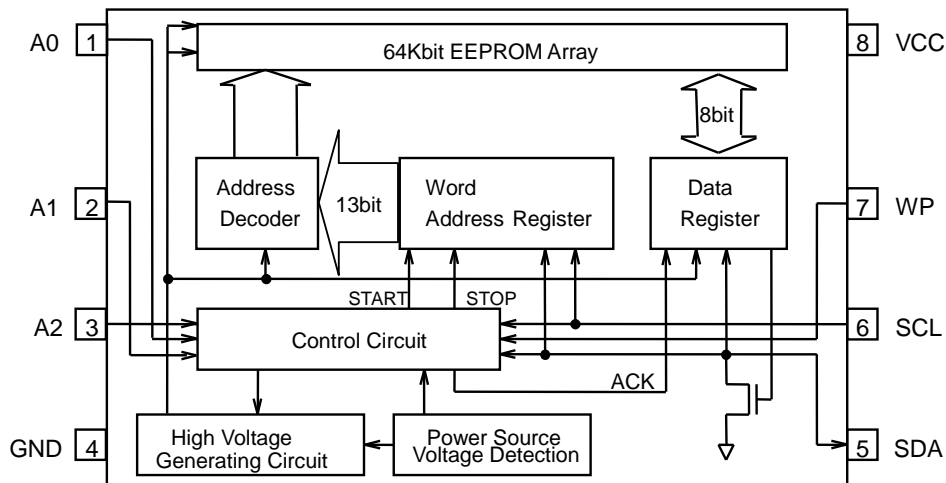 A0 1
64Kbit EEPROM Array
8 VCC
8bit
A1 2
Address
Decoder
13bit
Word
Address Register
Data
Register
7 WP
START
STOP
A2 3
Control Circuit
6 SCL
ACK
GND 4
High Voltage
Generating Circuit
Power Source
Voltage Detection
5 SDA